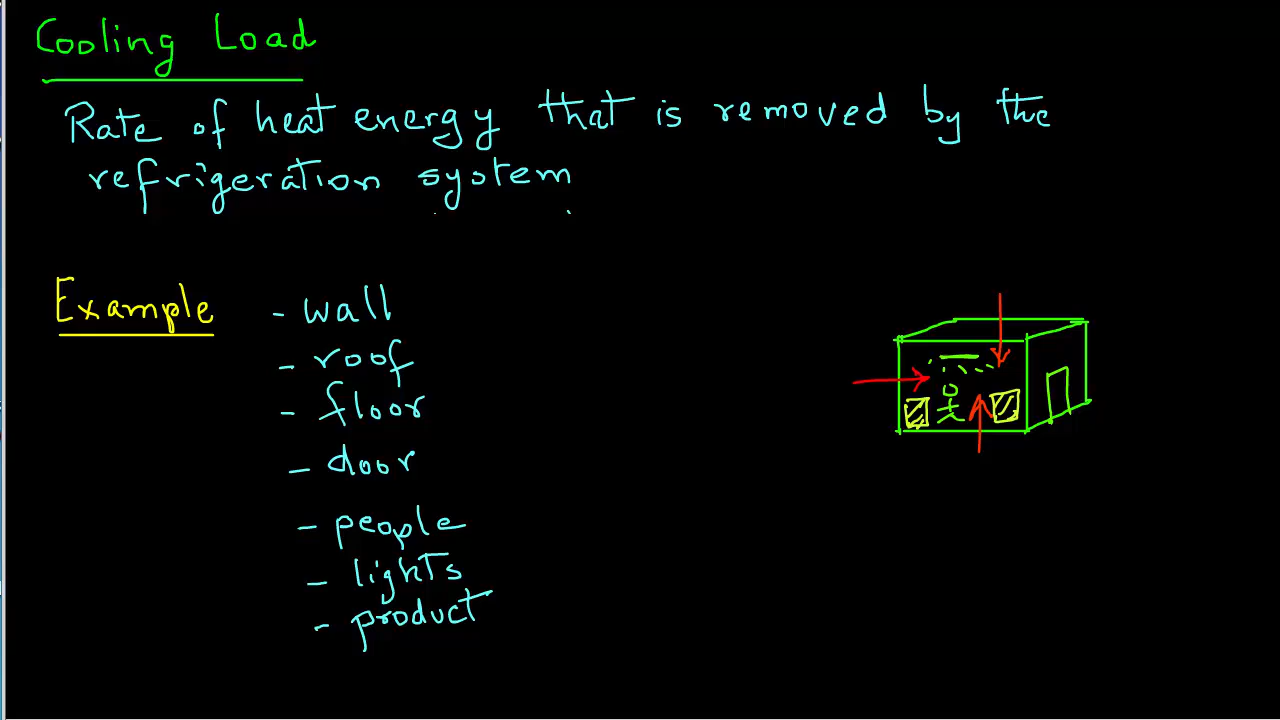 Cooling Load
Rate of heat energy that is removed by the
refrigeration system
Example
- wall
- roof
- floor
- door
- people
- lights
- product